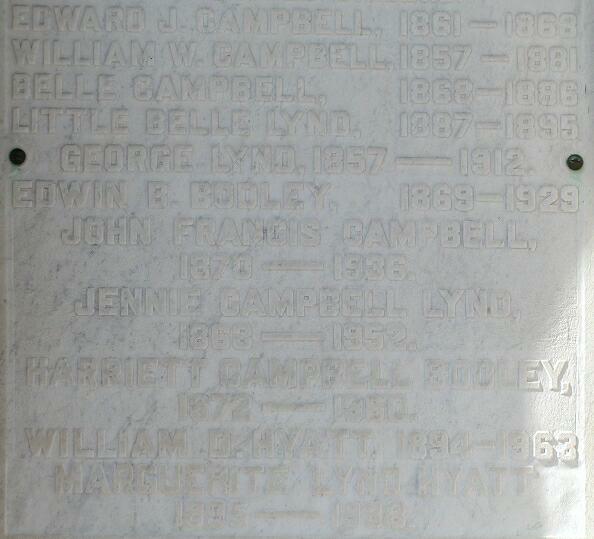 EDWARD J. CAMPBELL, 1861 — 1868
WILLIAM W. CAMPBELL, 1857 — 1881
BELLE CAMPBELL, 1868 — 1886
LITTLE BELLE LYND, 1887 — 1895
GEORGE LYND, 1857 — 1912.
EDWIN B. BODLEY, 1869 — 1929
JOHN FRANCIS CAMPBELL,
1870 — 1936.
JENNIE CAMPBELL LYND,
1863 — 1952.
HARRIETT CAMPBELL BODLEY,
1872 — 1960.
WILLIAM D. HYATT, 1894 — 1963
MARGUERITE LYND HYATT
1895 —